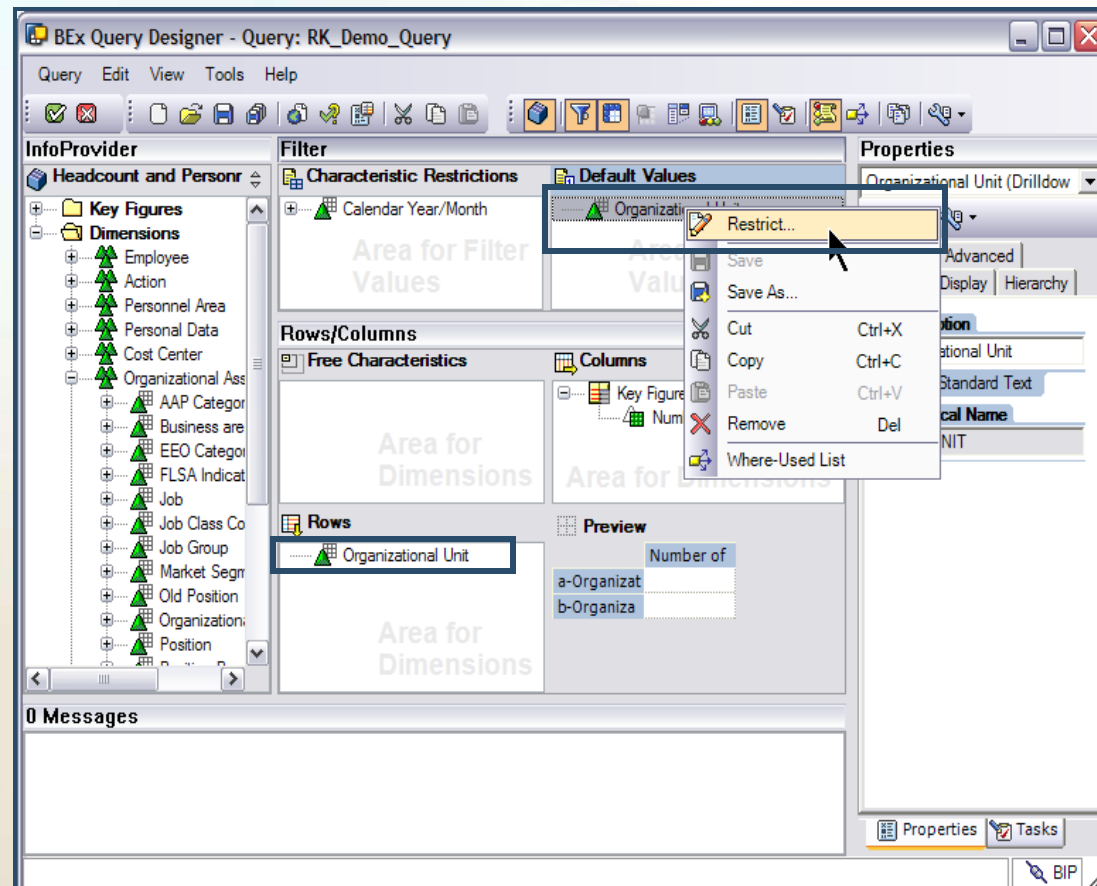 BEx Query Designer - Query: RK_Demo_Query
Query Edit View Tools Help
InfoProvider
Headcount and Personr
Key Figures
Dimensions
Employee
Action
Personnel Area
Personal Data
Cost Center
Organizational Ass
AAP Categor
Business are
EEO Categor
FLSA Indicat
Job
Job Class Co
Job Group
Market Segm
Old Position
Organizationa
Position
Filter
Characteristic Restrictions
Calendar Year/Month
Area for Filter
Values
Default Values
Organizati
Restrict...
Save
Save As...
Cut Ctrl+X
Copy Ctrl+C
Paste Ctrl+V
Remove Del
Where-Used List
Rows/Columns
Free Characteristics
Area for
Dimensions
Columns
Key Figure
Num
Area for Dimensions
Rows
Organizational Unit
Area for
Dimensions
Preview
Number of
a-Organizat
b-Organiza
Properties
Organizational Unit (Drilldow
Advanced
Display Hierarchy
ption
ational Unit
Standard Text
cal Name
NIT
0 Messages
Properties Tasks
BIP